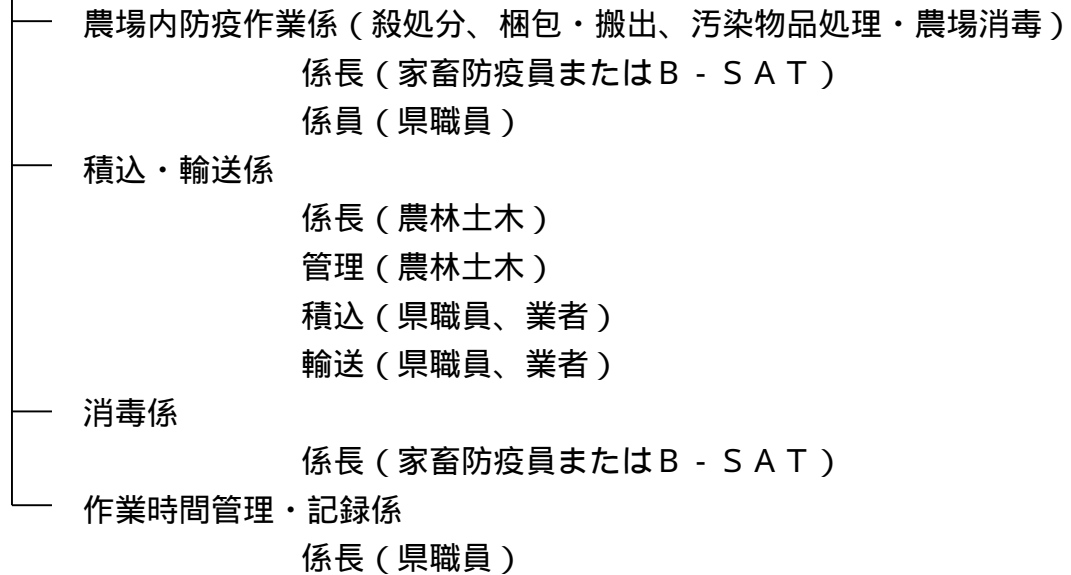 農場内防疫作業係（殺処分、梱包・搬出、汚染物品処理・農場消毒）
係長（家畜防疫員またはＢ‐ＳＡＴ）
係員（県職員）
積込・輸送係
係長（農林土木）
管理（農林土木）
積込（県職員、業者）
輸送（県職員、業者）
消毒係
係長（家畜防疫員またはＢ‐ＳＡＴ）
作業時間管理・記録係
係長（県職員）